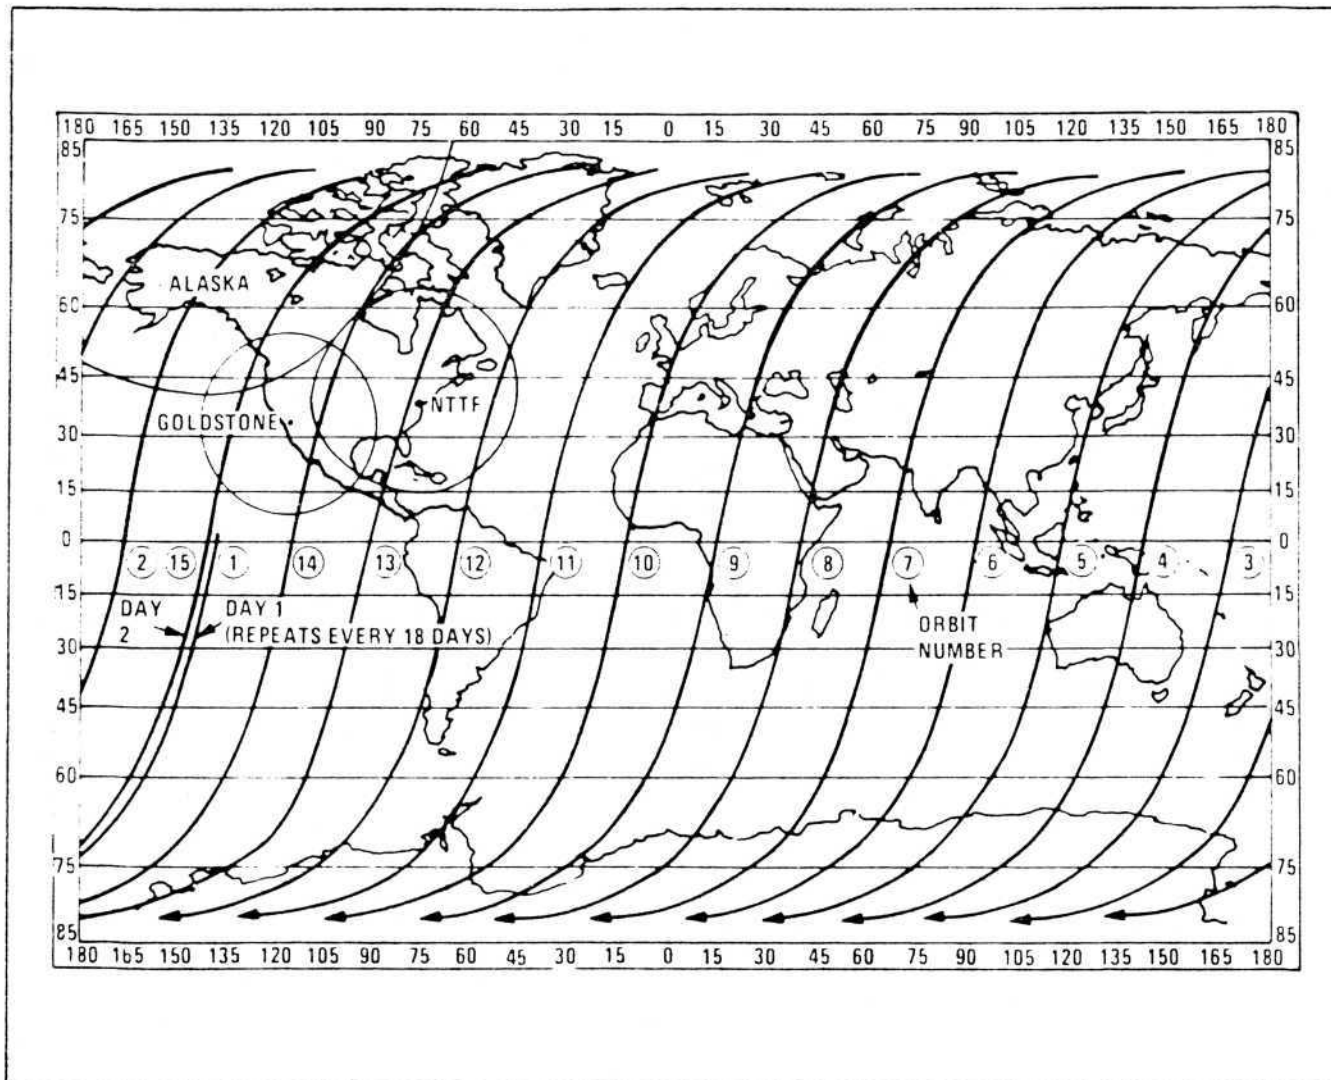 180 165 150 135 120 105 90 75 60 45 30 15 0 15 30 45 60 75 90 105 120 135 150 165 180
85 85
75 75
ALASKA
60 60
45 45
NTTF
GOLDSTONE
30 30
15 15
0 0
2 15 1 14 13 12 11 10 9 8 7 6 5 4 3
15 15
DAY 2
DAY 1
(REPEATS EVERY 18 DAYS)
ORBIT
NUMBER
30 30
45 45
60 60
75 75
85 85
180 165 150 135 120 105 90 75 60 45 30 15 0 15 30 45 60 75 90 105 120 135 150 165 180